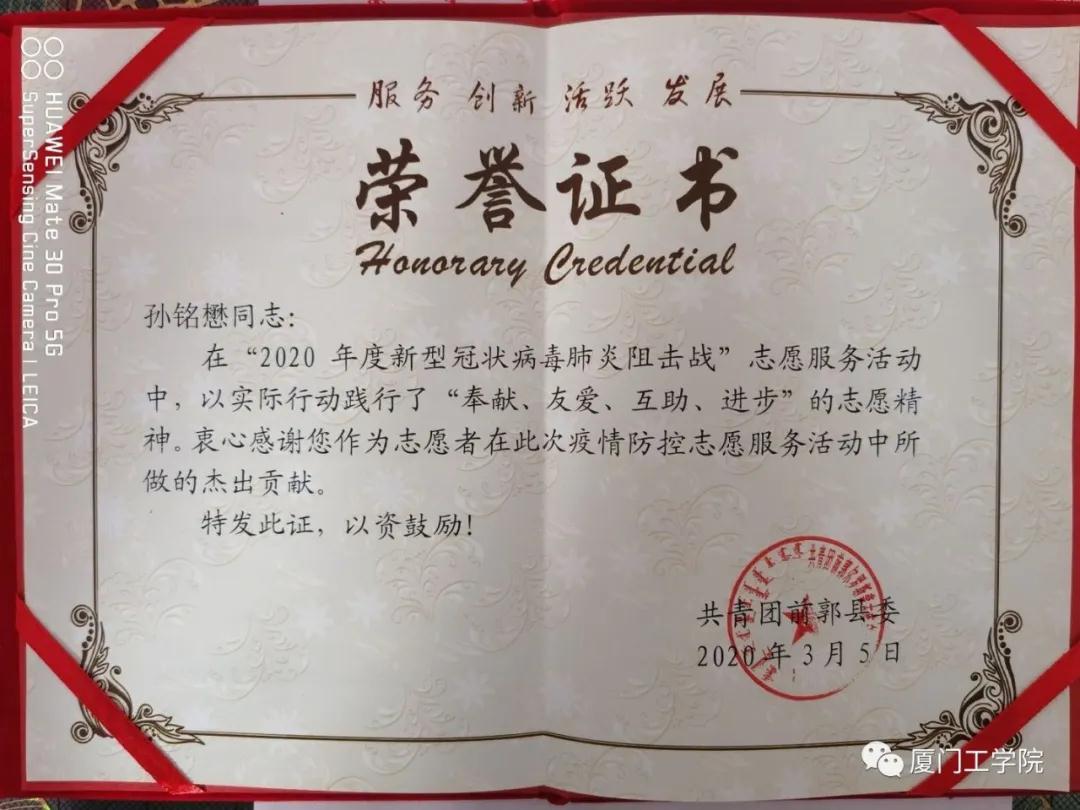 服务 创新 活跃 发展
荣誉证书
Honorary Credential
孙铭懋同志：
在“2020 年度新型冠状病毒肺炎阻击战”志愿服务活动
中，以实际行动践行了“奉献、友爱、互助、进步”的志愿精
神。衷心感谢您作为志愿者在此次疫情防控志愿服务活动中所
做的杰出贡献。
特发此证，以资鼓励！
共青团前郭县委
2020 年 3 月 5 日
HUAWEI Mate 30 Pro 5G
SuperSensing Cine Camera | LEICA
厦门工学院